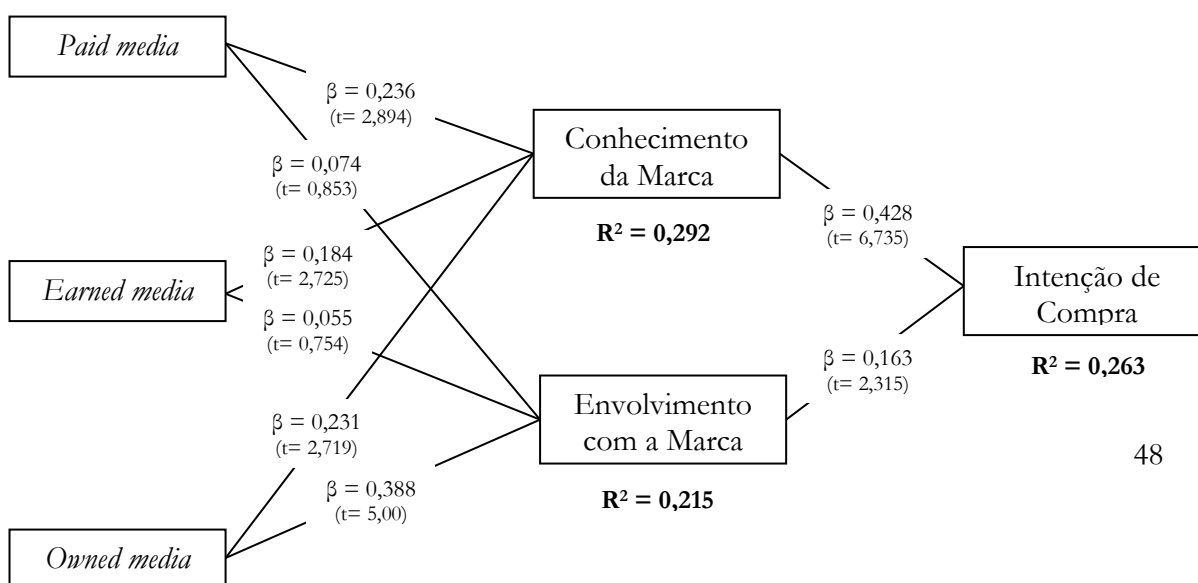 Paid media
β = 0,236
(t= 2,894)
Conhecimento
da Marca
β = 0,074
(t= 0,853)
β = 0,428
(t= 6,735)
R² = 0,292
β = 0,184
(t= 2,725)
Earned media
Intenção de
Compra
β = 0,055
(t= 0,754)
β = 0,163
(t= 2,315)
R² = 0,263
Envolvimento
com a Marca
β = 0,231
(t= 2,719)
48
β = 0,388
(t= 5,00)
R² = 0,215
Owned media